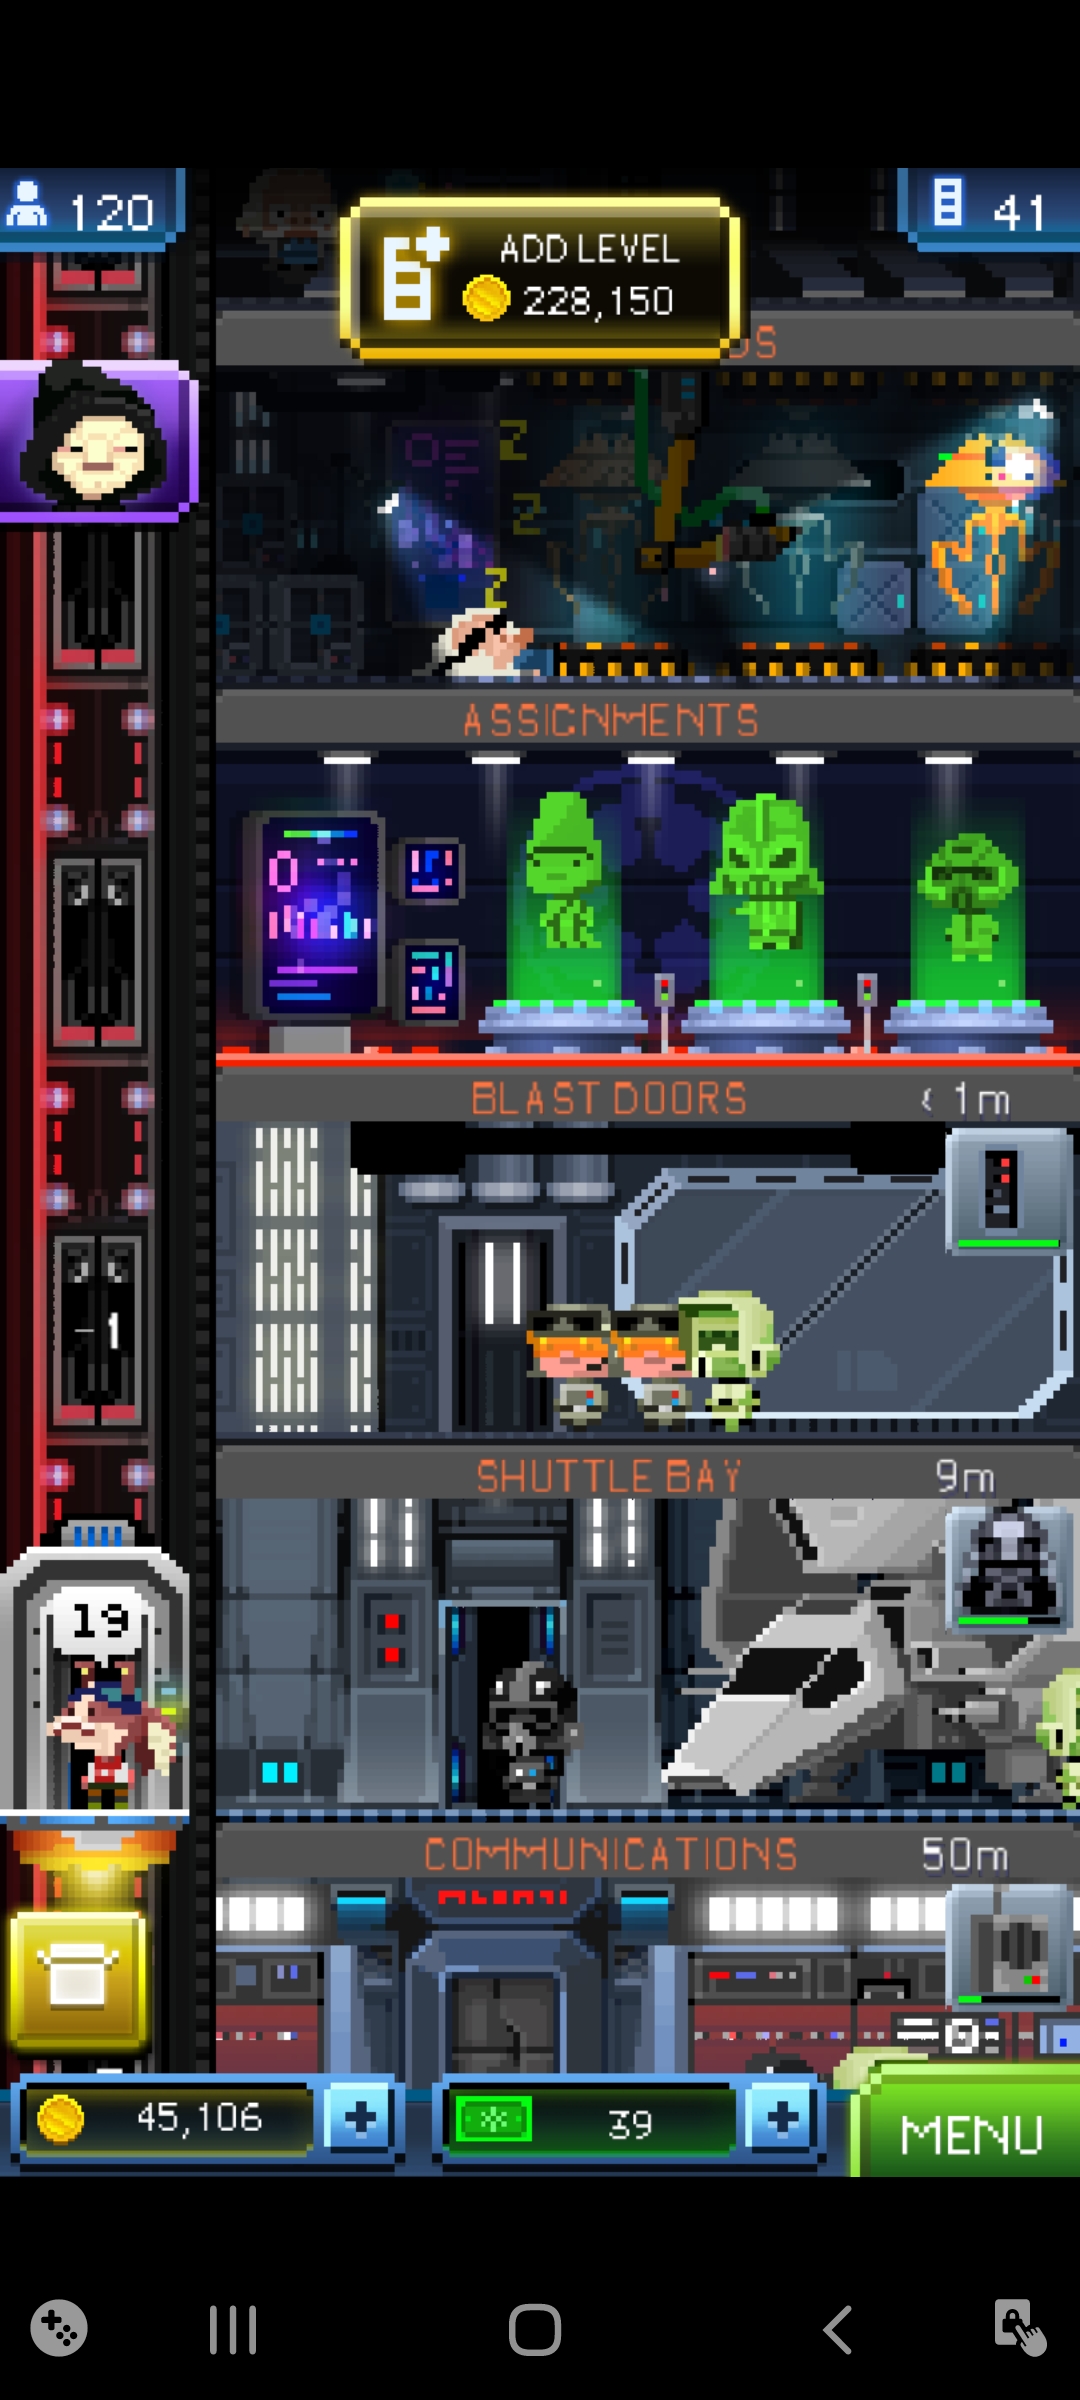 120
ADD LEVEL
228,150
41
Z
Z
Z
ASSIGNMENTS
BLAST DOORS < 1m
-1
SHUTTLE BAY 9m
19
COMMUNICATIONS 50m
45,106 +
39 +
MENU